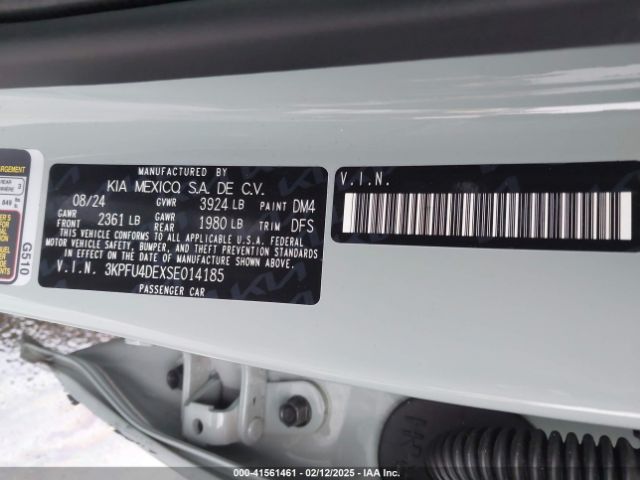 MANUFACTURED BY
KIA MEXICO, S.A. DE C.V.
08/24 GVWR 3924 LB PAINT DM4
GAWR FRONT 2361 LB GAWR REAR 1980 LB TRIM DFS
THIS VEHICLE CONFORMS TO ALL APPLICABLE U.S.A. FEDERAL
MOTOR VEHICLE SAFETY, BUMPER, AND THEFT PREVENTION STANDARDS
IN EFFECT ON THE DATE OF MANUFACTURE SHOWN ABOVE.
V.I.N. 3KPFU4DEXSE014185
PASSENGER CAR
V.I.N.
G510
000-41561461 - 02/12/2025 - IAA Inc.